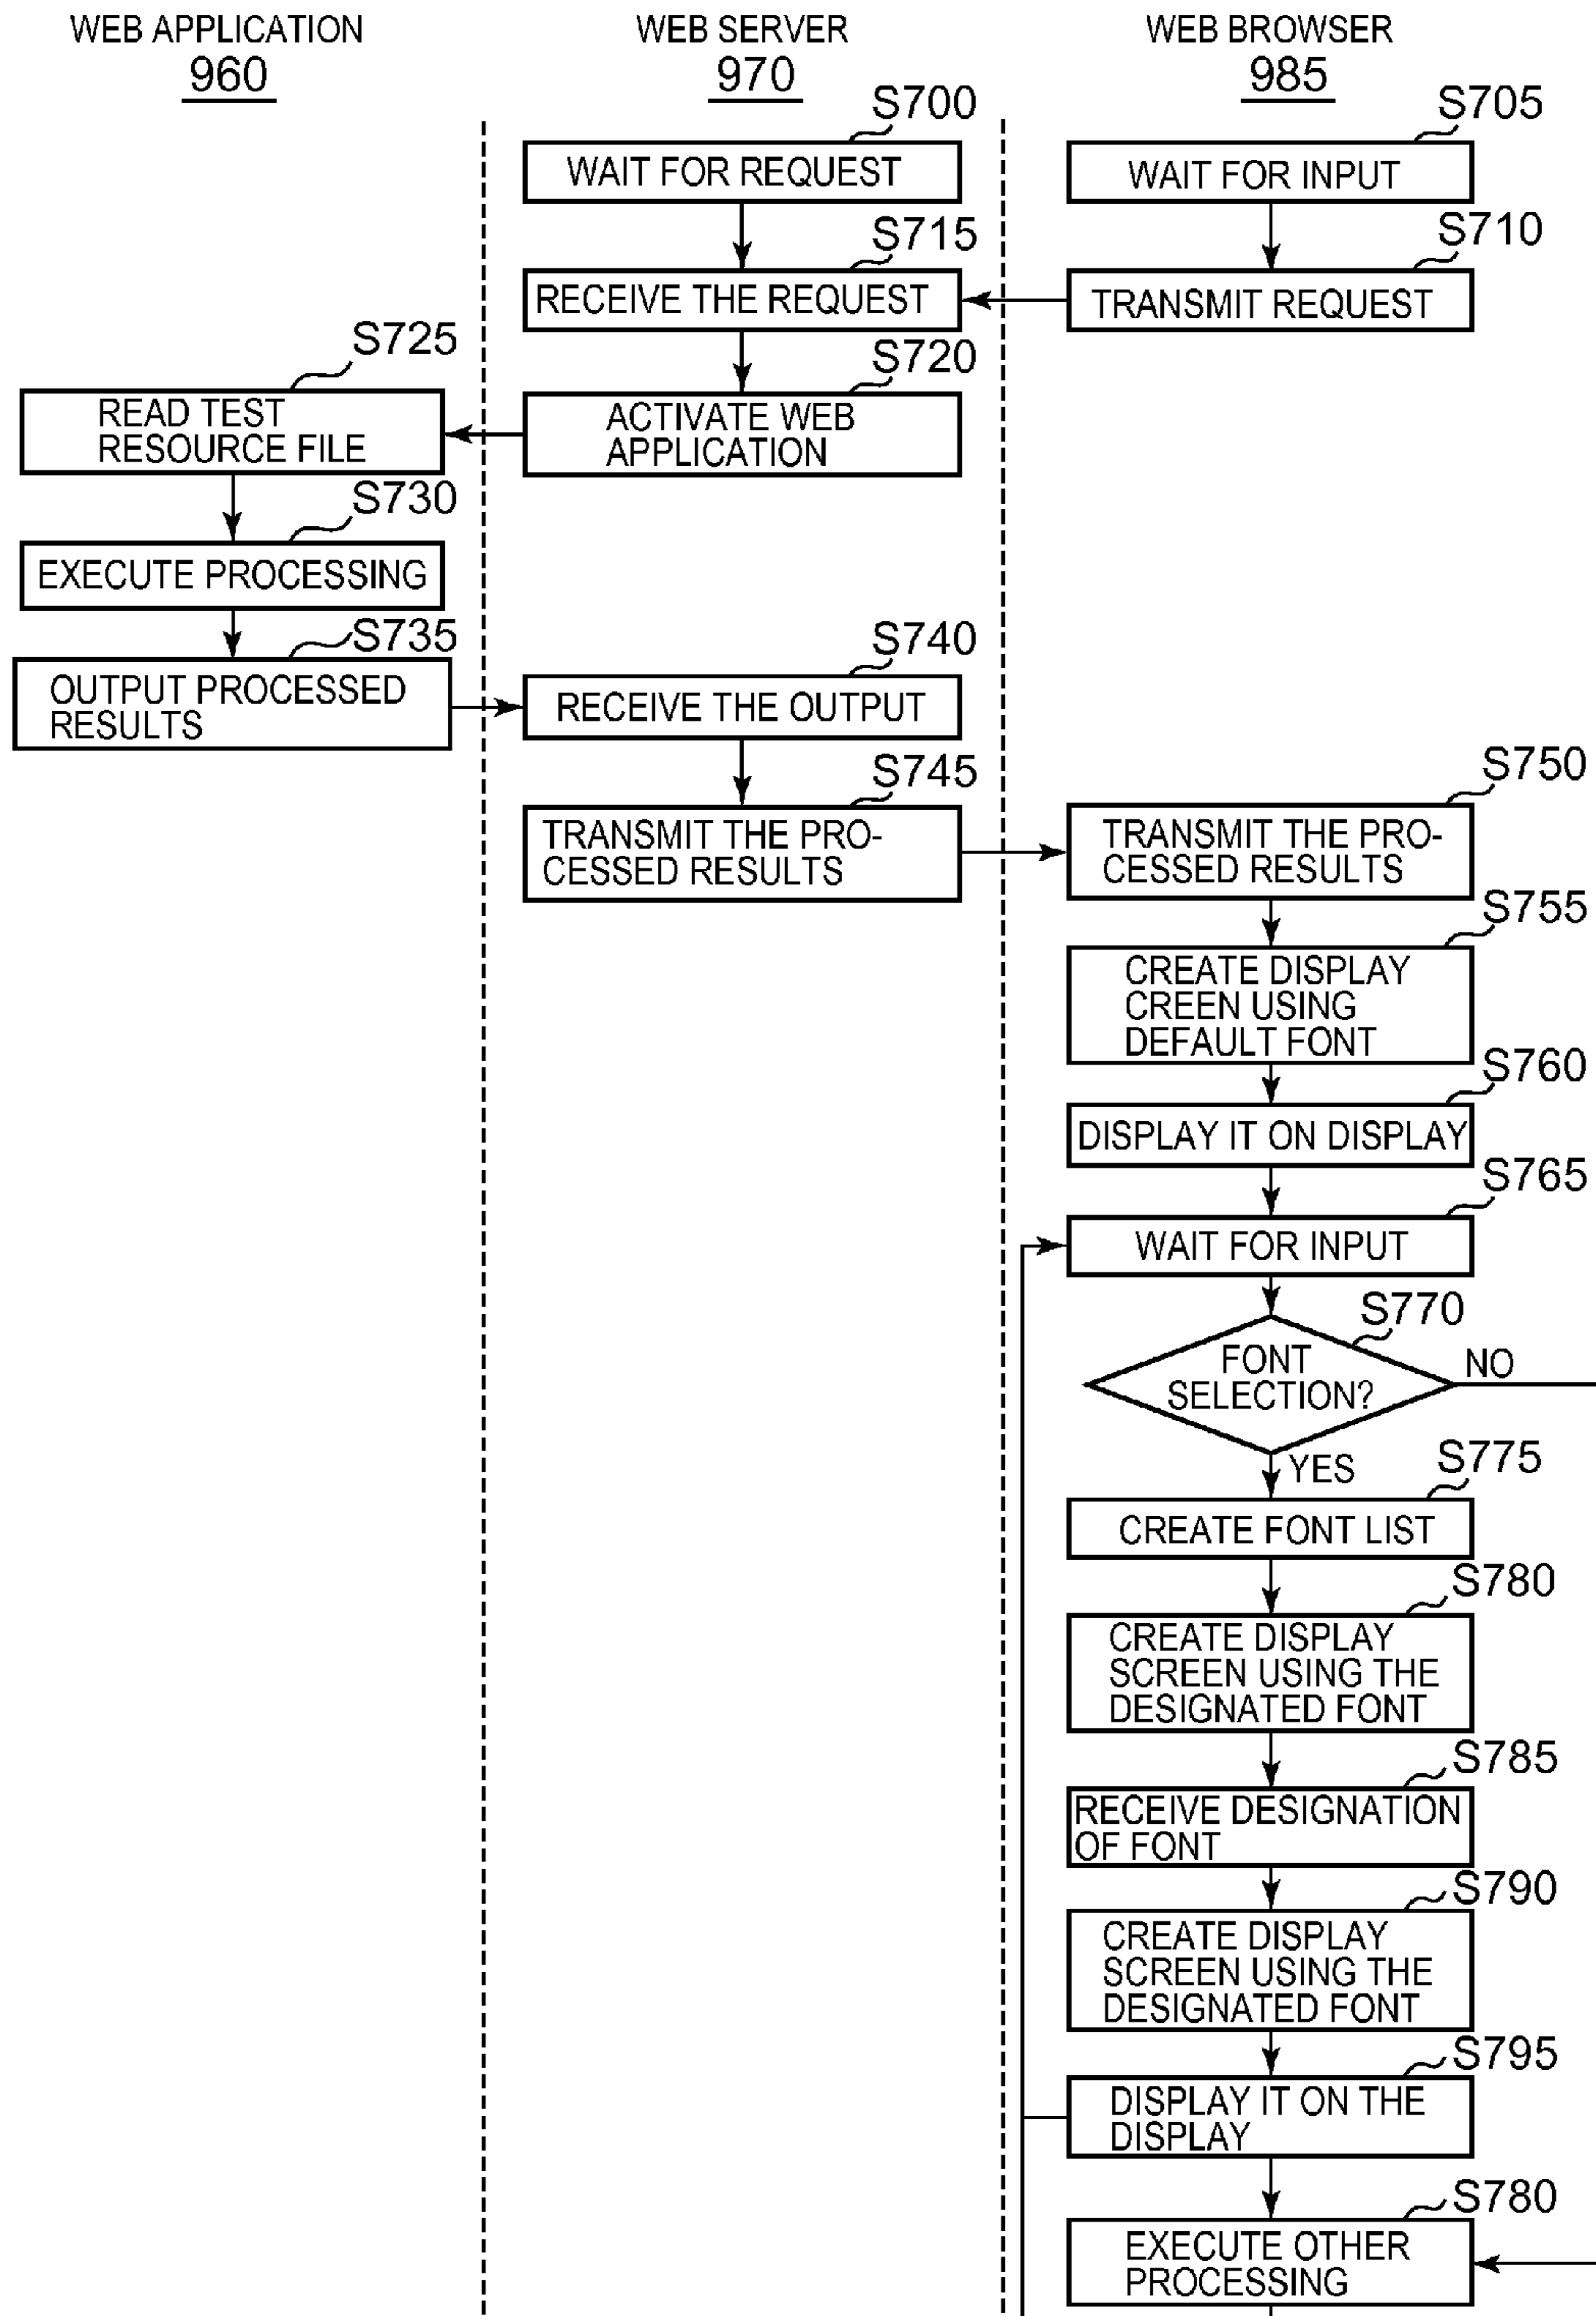 WEB APPLICATION
960
WEB SERVER
970
WEB BROWSER
985
S700
WAIT FOR REQUEST
S705
WAIT FOR INPUT
S710
TRANSMIT REQUEST
S715
RECEIVE THE REQUEST
S720
ACTIVATE WEB
APPLICATION
S725
READ TEST
RESOURCE FILE
S730
EXECUTE PROCESSING
S735
OUTPUT PROCESSED
RESULTS
S740
RECEIVE THE OUTPUT
S745
TRANSMIT THE PRO-
CESSED RESULTS
S750
TRANSMIT THE PRO-
CESSED RESULTS
S755
CREATE DISPLAY
CREEN USING
DEFAULT FONT
S760
DISPLAY IT ON DISPLAY
S765
WAIT FOR INPUT
S770
FONT
SELECTION?
NO
YES
S775
CREATE FONT LIST
S780
CREATE DISPLAY
SCREEN USING THE
DESIGNATED FONT
S785
RECEIVE DESIGNATION
OF FONT
S790
CREATE DISPLAY
SCREEN USING THE
DESIGNATED FONT
S795
DISPLAY IT ON THE
DISPLAY
S780
EXECUTE OTHER
PROCESSING